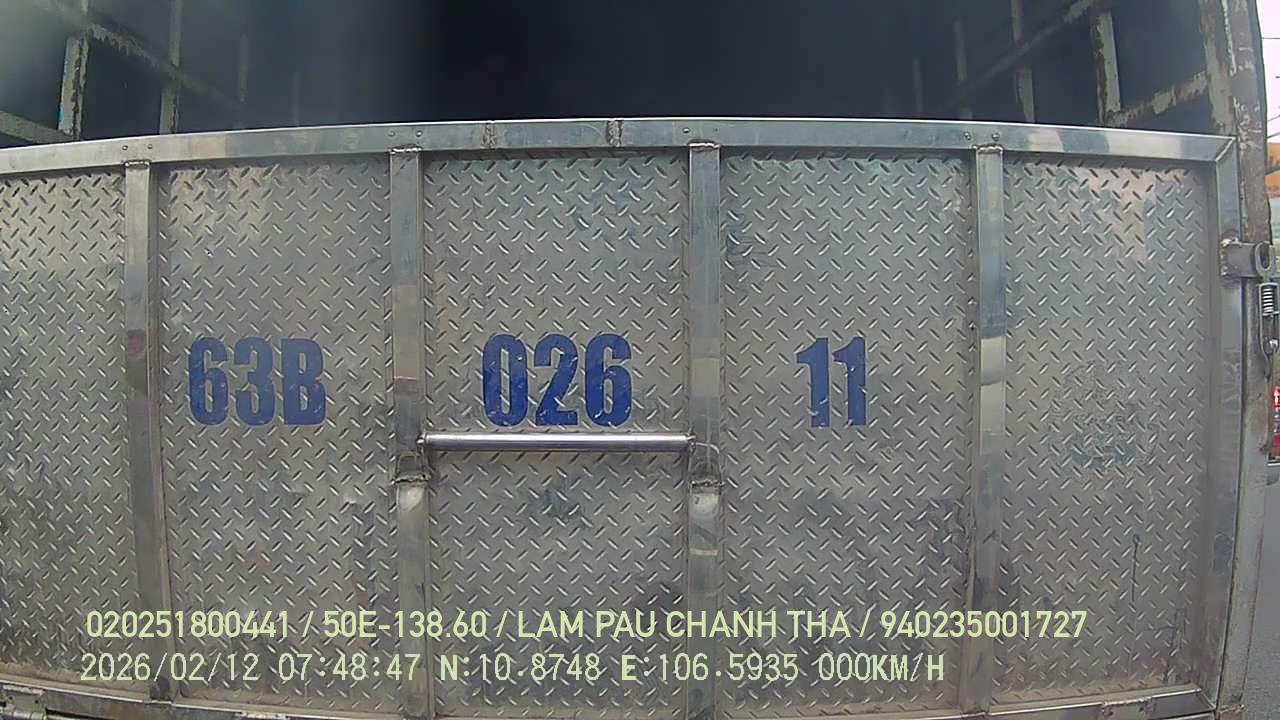 63B 026 11
020251800441 / 50E-138.60 / LAM PAU CHANH THA / 940235001727
2026/02/12 07:48:47 N:10.8748 E:106.5935 000KM/H